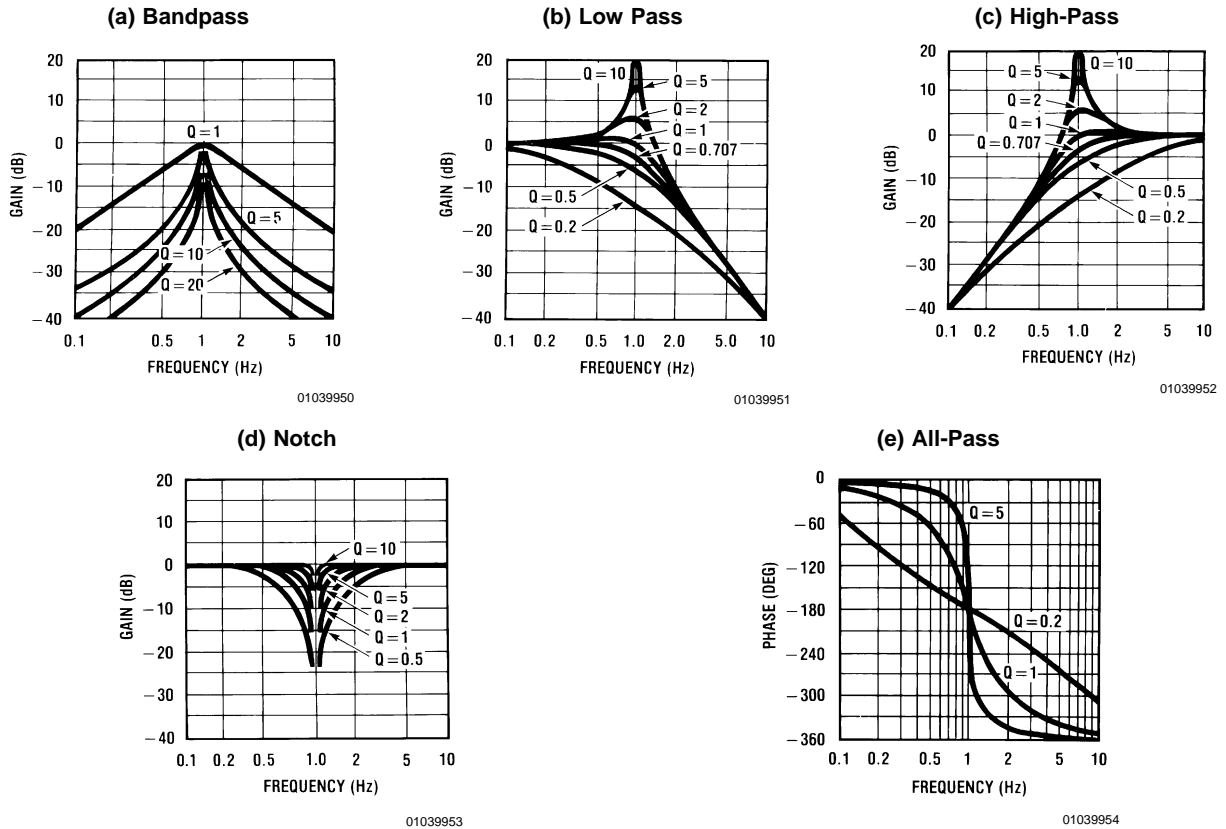 (a) Bandpass
20
10
0
−10
−20
−30
−40
GAIN (dB)
Q = 1
Q = 5
Q = 10
Q = 20
0.1 0.5 1 2 5 10
FREQUENCY (Hz)
01039950
(b) Low Pass
20
10
0
−10
−20
−30
−40
GAIN (dB)
Q = 10
Q = 5
Q = 2
Q = 1
Q = 0.707
Q = 0.5
Q = 0.2
0.1 0.2 0.5 1.0 2.0 5.0 10
FREQUENCY (Hz)
01039951
(c) High-Pass
20
10
0
−10
−20
−30
−40
GAIN (dB)
Q = 10
Q = 5
Q = 2
Q = 1
Q = 0.707
Q = 0.5
Q = 0.2
0.1 0.2 0.5 1.0 2.0 5 10
FREQUENCY (Hz)
01039952
(d) Notch
20
10
0
−10
−20
−30
−40
GAIN (dB)
Q = 10
Q = 5
Q = 2
Q = 1
Q = 0.5
0.1 0.2 0.5 1.0 2 5 10
FREQUENCY (Hz)
01039953
(e) All-Pass
0
−60
−120
−180
−240
−300
−360
PHASE (DEG)
Q = 5
Q = 0.2
Q = 1
0.1 0.2 0.5 1 2 5 10
FREQUENCY (Hz)
01039954